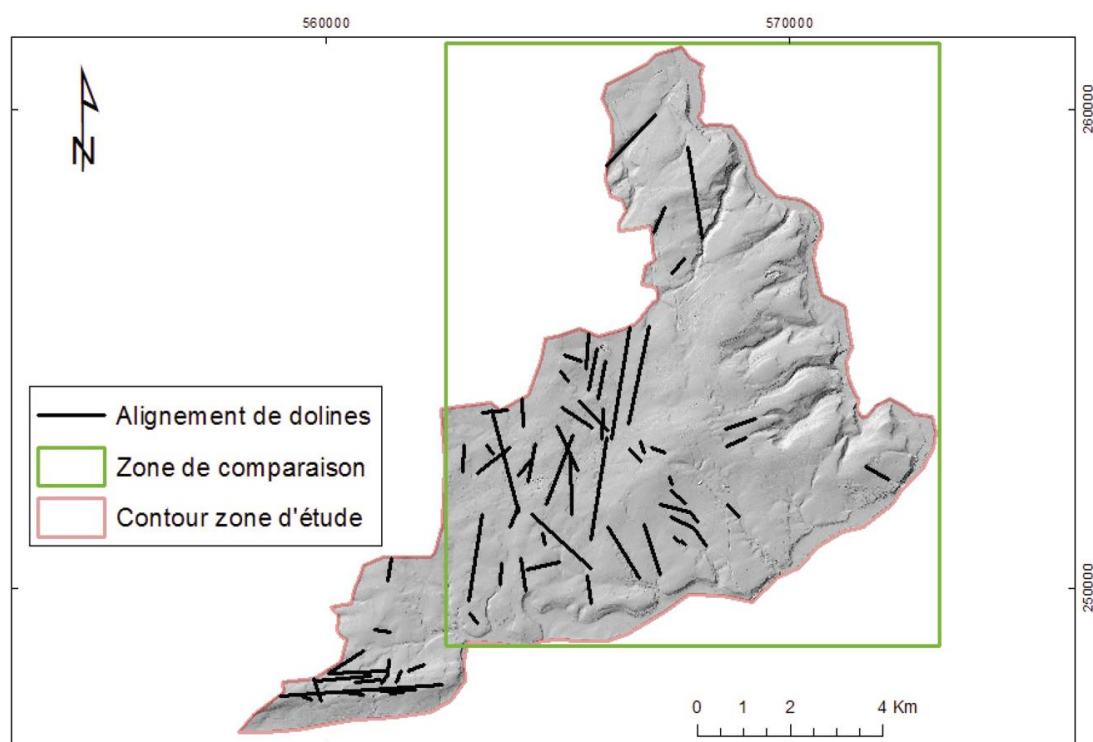 560000
570000
260000
N
Alignement de dolines
Zone de comparaison
Contour zone d'étude
250000
0 1 2 4 Km